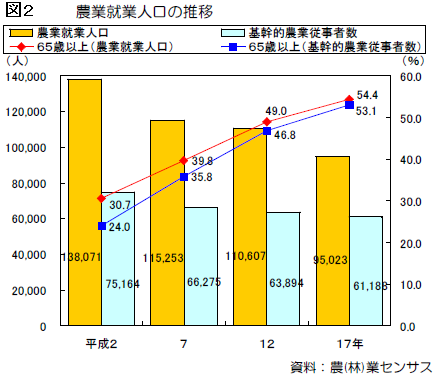 図2 農業就業人口の推移
農業就業人口 基幹的農業従事者数
65歳以上(農業就業人口) 65歳以上(基幹的農業従事者数)
(人) (%)
140,000 60.0
120,000 50.0
100,000 40.0
80,000 30.0
60,000 20.0
40,000 10.0
20,000 0.0
0
54.4
53.1
49.0
46.8
39.8
35.8
30.7
24.0
138,071 115,253 110,607 95,023
75,164 66,275 63,894 61,188
平成2 7 12 17年
資料:農(林)業センサス